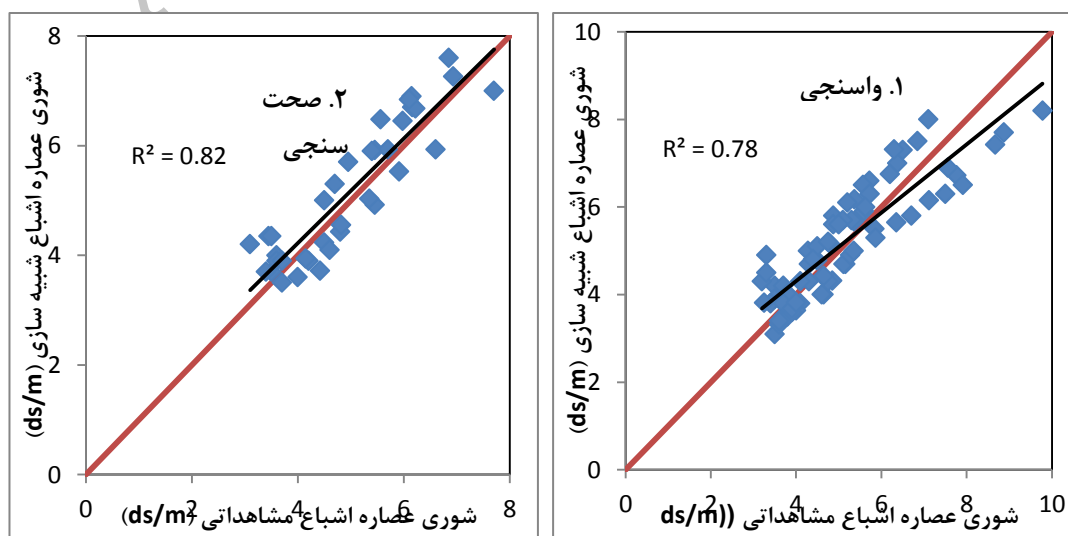 ۱. واسنجی
R² = 0.78
شوری عصاره اشباع شبیه سازی (ds/m)
10
8
6
4
2
0
0 2 4 6 8 10
شوری عصاره اشباع مشاهداتی ((ds/m
۲. صحت
سنجی
R² = 0.82
شوری عصاره اشباع شبیه سازی (ds/m)
8
6
4
2
0
0 2 4 6 8
شوری عصاره اشباع مشاهداتی (ds/m)